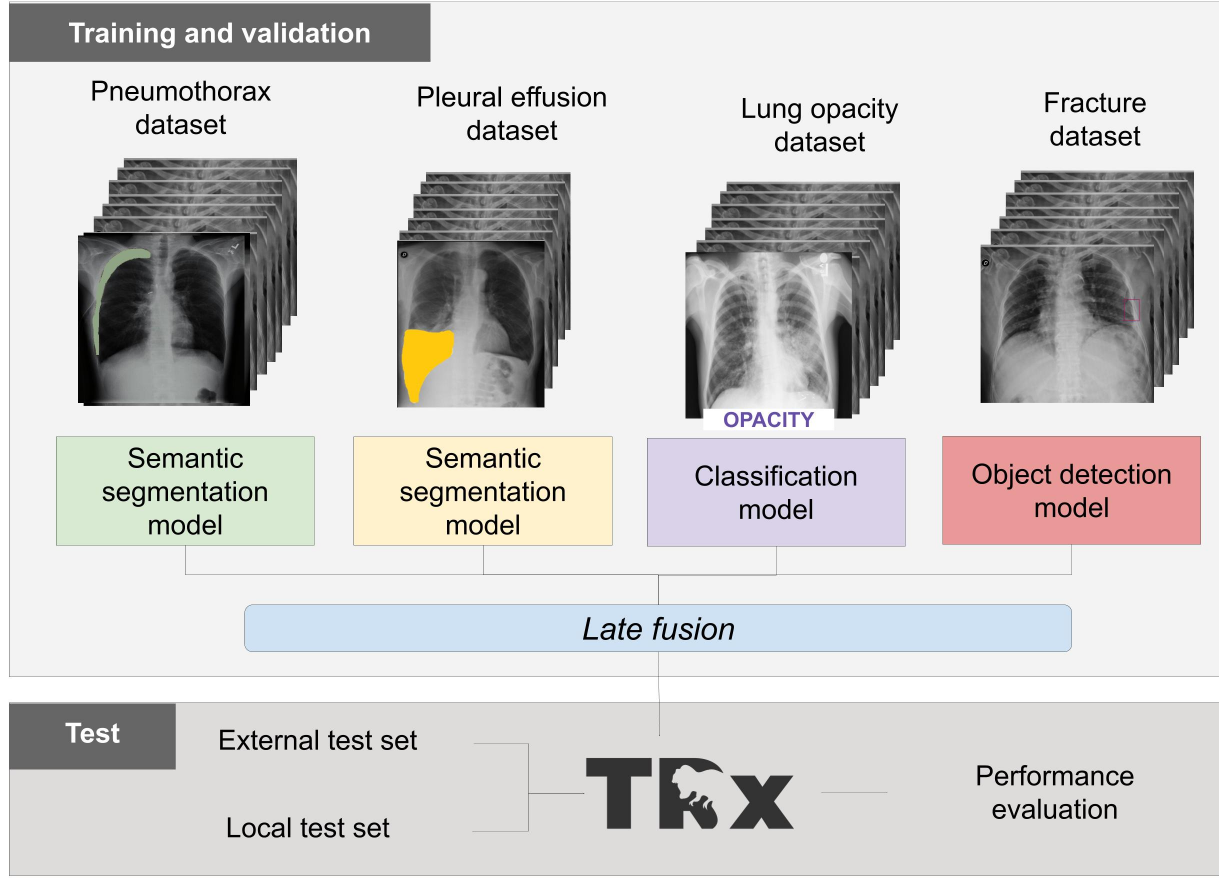 Training and validation
Pneumothorax
dataset
Pleural effusion
dataset
Lung opacity
dataset
Fracture
dataset
OPACITY
Semantic
segmentation
model
Semantic
segmentation
model
Classification
model
Object detection
model
Late fusion
Test
External test set
Local test set
TRx
Performance
evaluation